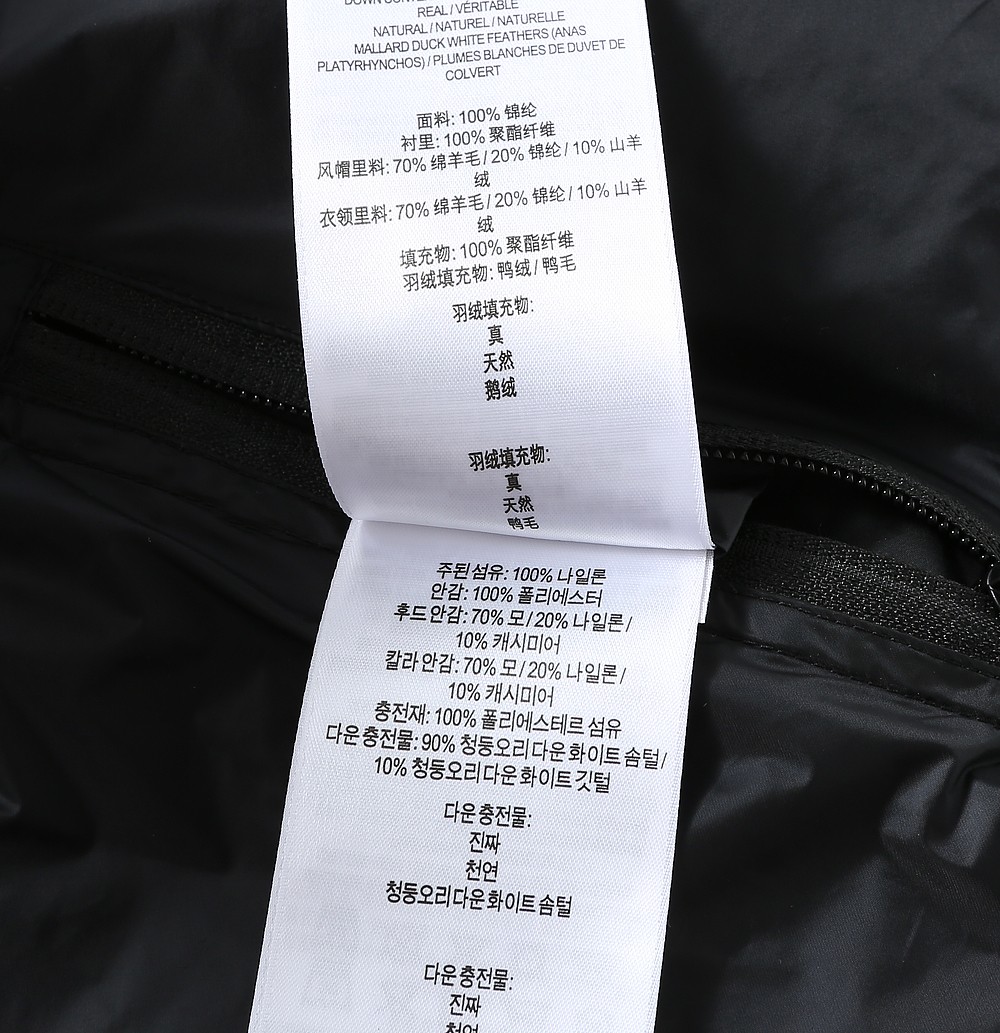 REAL / VÉRITABLE
NATURAL / NATUREL / NATURELLE
MALLARD DUCK WHITE FEATHERS (ANAS
PLATYRHYNCHOS) / PLUMES BLANCHES DE DUVET DE
COLVERT
面料: 100% 锦纶
衬里: 100% 聚酯纤维
风帽里料: 70% 绵羊毛 / 20% 锦纶 / 10% 山羊
绒
衣领里料: 70% 绵羊毛 / 20% 锦纶 / 10% 山羊
绒
填充物: 100% 聚酯纤维
羽绒填充物: 鸭绒 / 鸭毛
羽绒填充物:
真
天然
鹅绒
羽绒填充物:
真
天然
鸭毛
주된 섬유: 100% 나일론
안감: 100% 폴리에스터
후드 안감: 70% 모 / 20% 나일론 /
10% 캐시미어
칼라 안감: 70% 모 / 20% 나일론 /
10% 캐시미어
충전재: 100% 폴리에스테르 섬유
다운 충전물: 90% 청둥오리 다운 화이트 솜털 /
10% 청둥오리 다운 화이트 깃털
다운 충전물:
진짜
천연
청둥오리 다운 화이트 솜털
다운 충전물:
진짜
천연